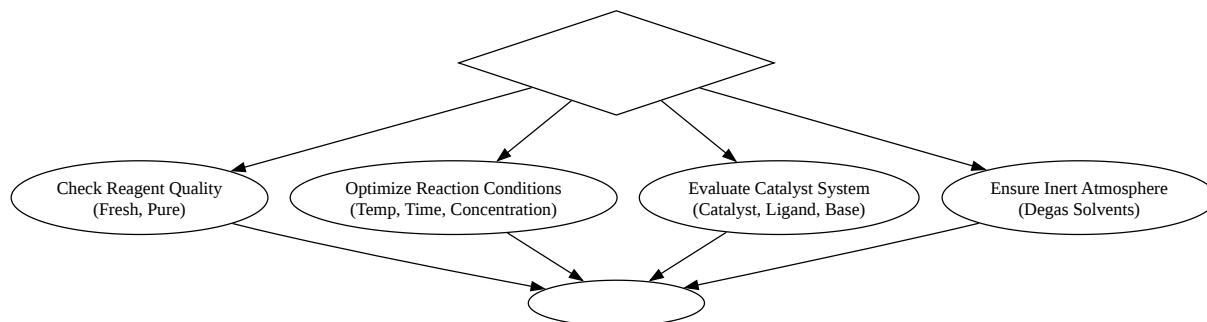 Check Reagent Quality
(Fresh, Pure)
Optimize Reaction Conditions
(Temp, Time, Concentration)
Evaluate Catalyst System
(Catalyst, Ligand, Base)
Ensure Inert Atmosphere
(Degas Solvents)